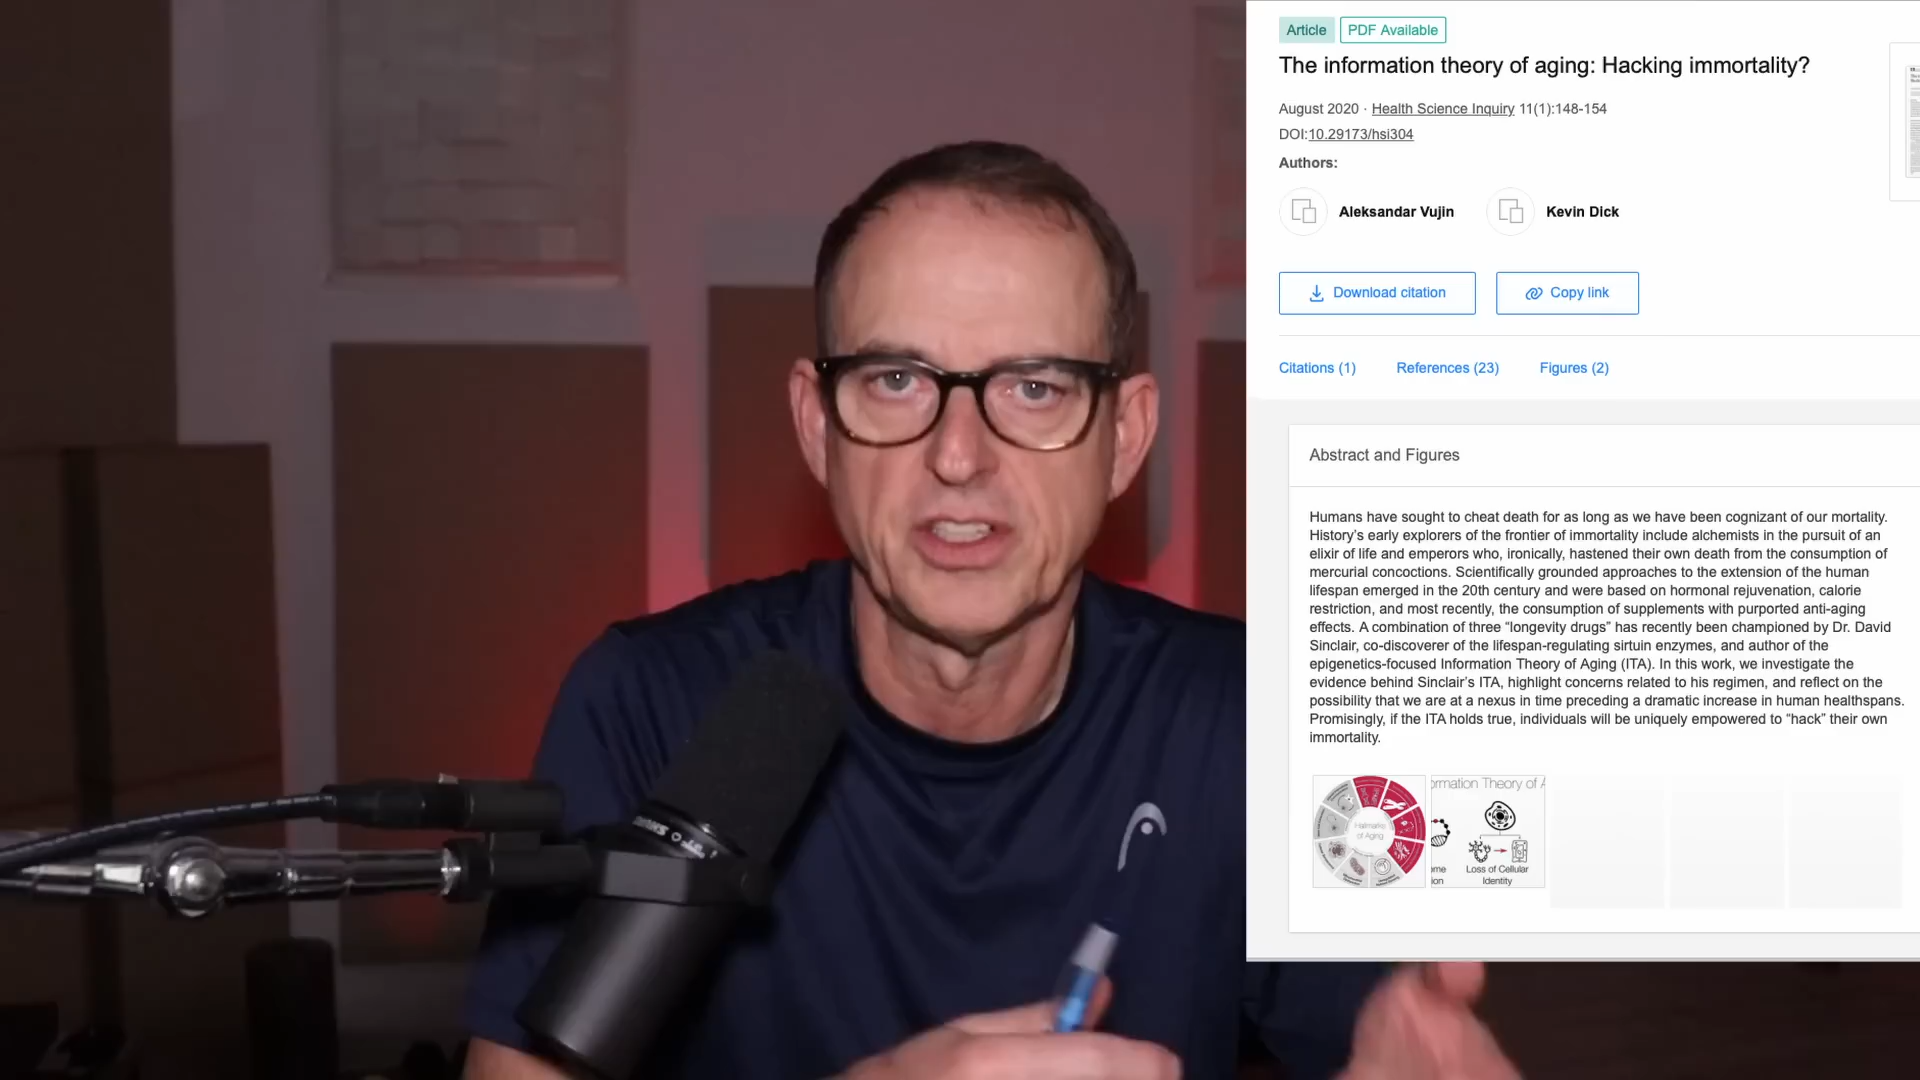 Article PDF Available
The information theory of aging: Hacking immortality?
August 2020 · Health Science Inquiry 11(1):148-154
DOI:10.29173/hsi304
Authors:
Aleksandar Vujin Kevin Dick
Download citation Copy link
Citations (1) References (23) Figures (2)
Abstract and Figures
Humans have sought to cheat death for as long as we have been cognizant of our mortality.
History's early explorers of the frontier of immortality include alchemists in the pursuit of an
elixir of life and emperors who, ironically, hastened their own death from the consumption of
mercurial concoctions. Scientifically grounded approaches to the extension of the human
lifespan emerged in the 20th century and were based on hormonal rejuvenation, calorie
restriction, and most recently, the consumption of supplements with purported anti-aging
effects. A combination of three “longevity drugs” has recently been championed by Dr. David
Sinclair, co-discoverer of the lifespan-regulating sirtuin enzymes, and author of the
epigenetics-focused Information Theory of Aging (ITA). In this work, we investigate the
evidence behind Sinclair's ITA, highlight concerns related to his regimen, and reflect on the
possibility that we are at a nexus in time preceding a dramatic increase in human healthspans.
Promisingly, if the ITA holds true, individuals will be uniquely empowered to “hack” their own
immortality.
Hallmarks
of Aging
ormation Theory of A
ome
ion
Loss of Cellular
Identity